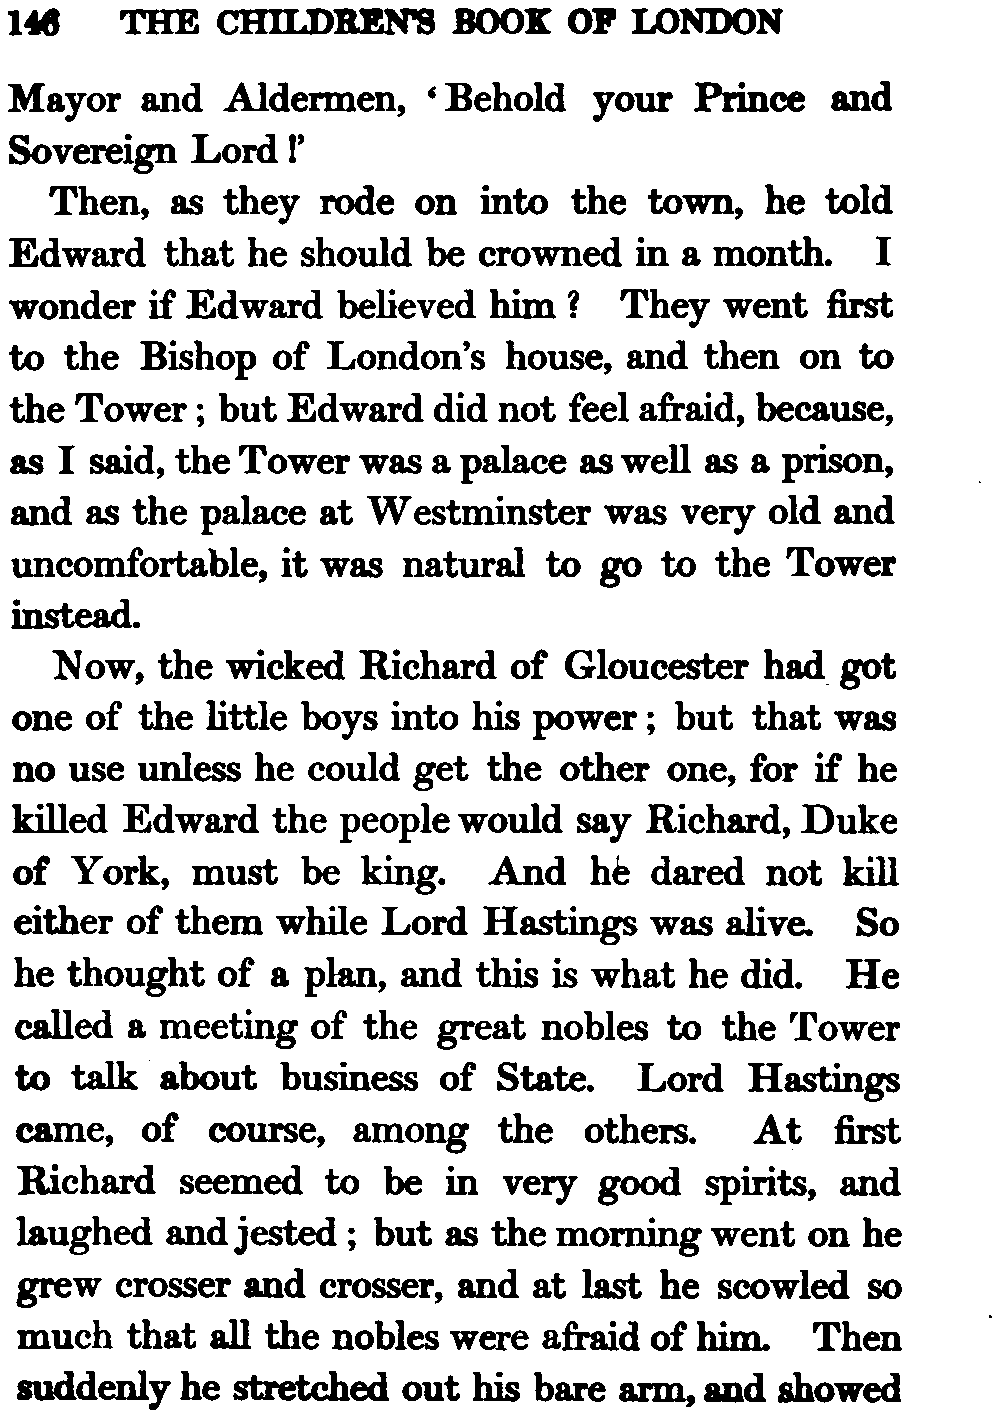 146 THE CHILDREN'S BOOK OF LONDON
Mayor and Aldermen, ‘Behold your Prince and
Sovereign Lord!’
Then, as they rode on into the town, he told
Edward that he should be crowned in a month. I
wonder if Edward believed him? They went first
to the Bishop of London's house, and then on to
the Tower; but Edward did not feel afraid, because,
as I said, the Tower was a palace as well as a prison,
and as the palace at Westminster was very old and
uncomfortable, it was natural to go to the Tower
instead.
Now, the wicked Richard of Gloucester had got
one of the little boys into his power; but that was
no use unless he could get the other one, for if he
killed Edward the people would say Richard, Duke
of York, must be king. And he dared not kill
either of them while Lord Hastings was alive. So
he thought of a plan, and this is what he did. He
called a meeting of the great nobles to the Tower
to talk about business of State. Lord Hastings
came, of course, among the others. At first
Richard seemed to be in very good spirits, and
laughed and jested; but as the morning went on he
grew crosser and crosser, and at last he scowled so
much that all the nobles were afraid of him. Then
suddenly he stretched out his bare arm, and showed